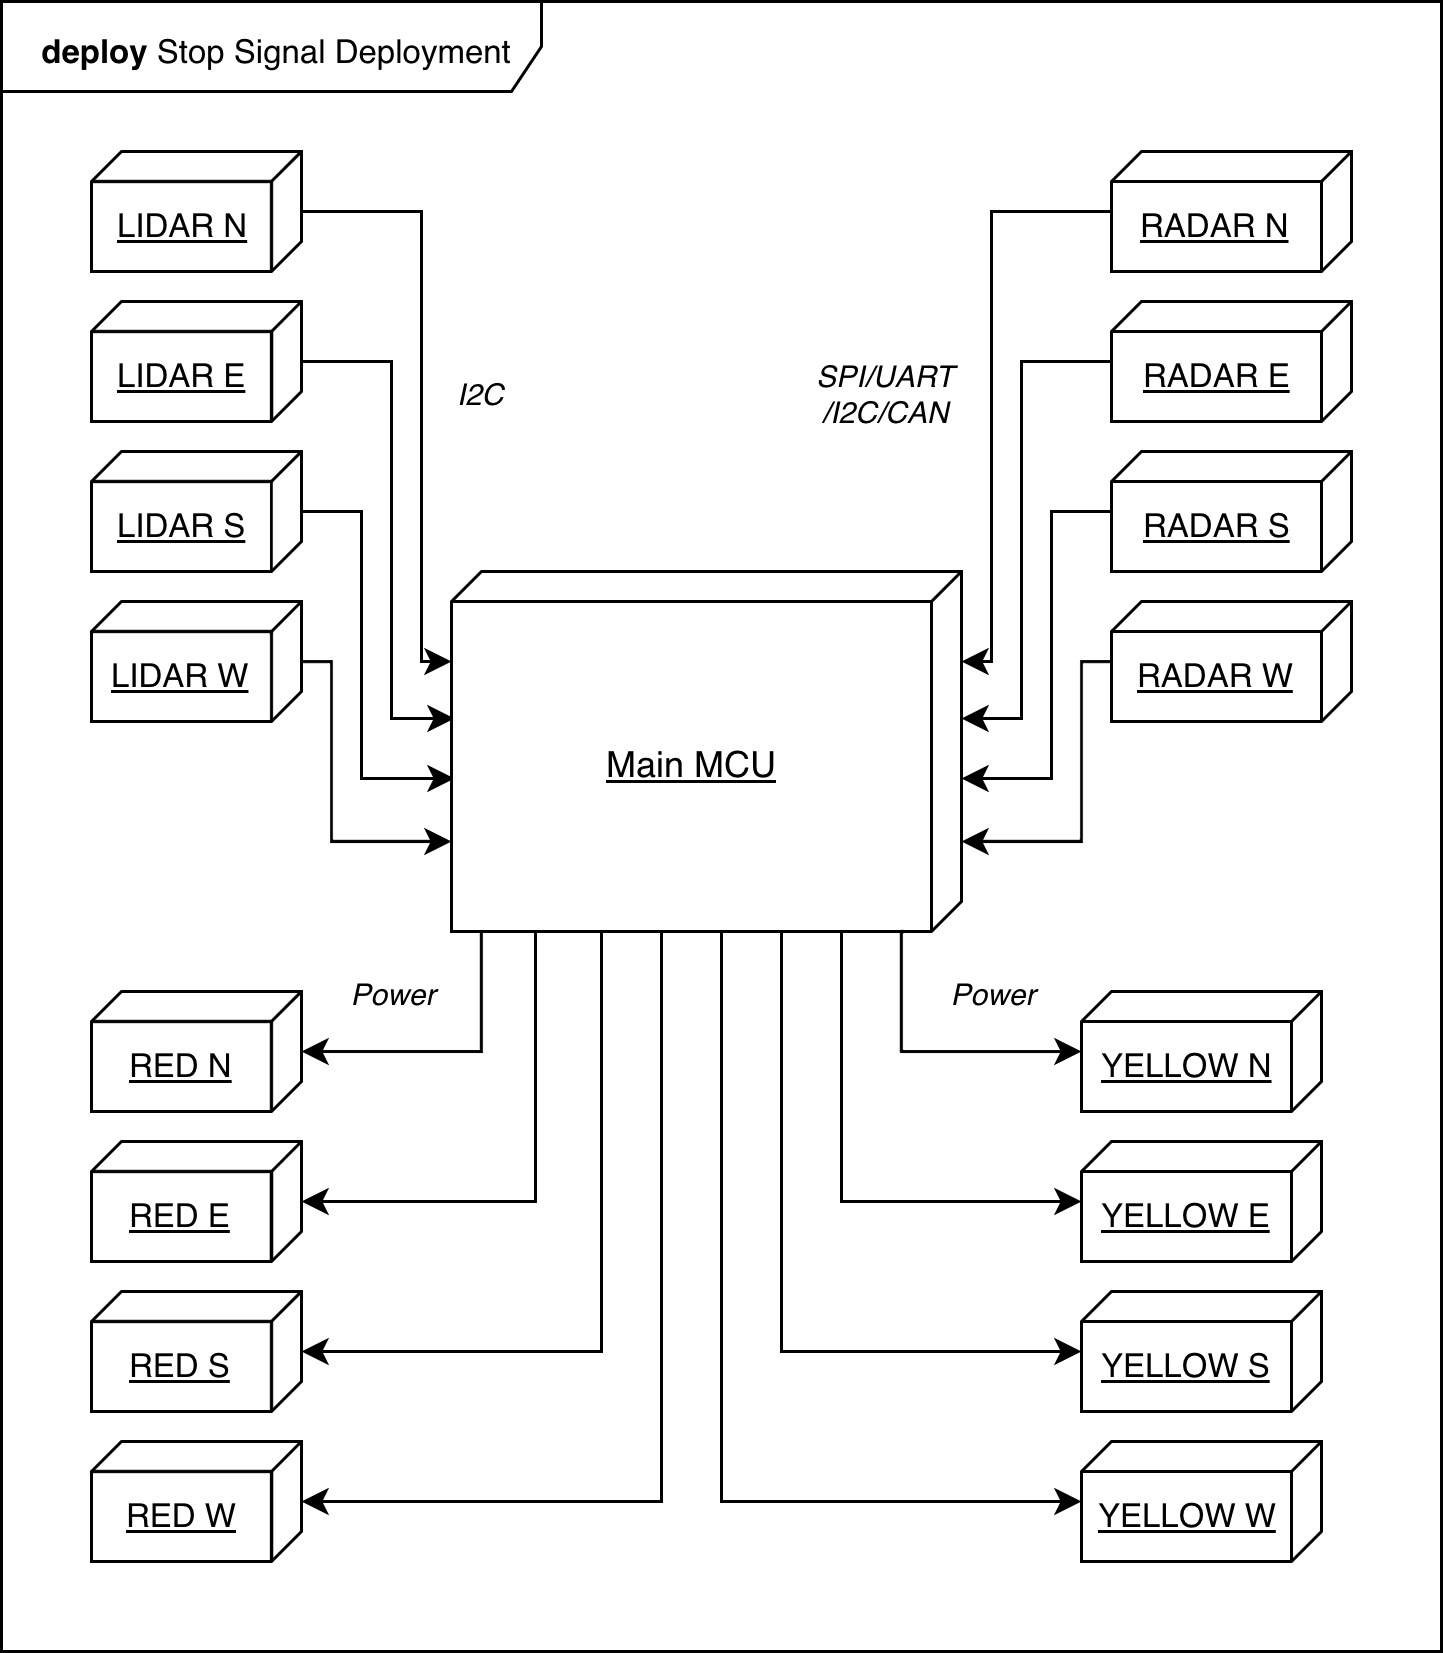 deploy Stop Signal Deployment
LIDAR N
RADAR N
LIDAR E
I2C
SPI/UART
/I2C/CAN
RADAR E
LIDAR S
RADAR S
LIDAR W
RADAR W
Main MCU
Power
Power
RED N
YELLOW N
RED E
YELLOW E
RED S
YELLOW S
RED W
YELLOW W